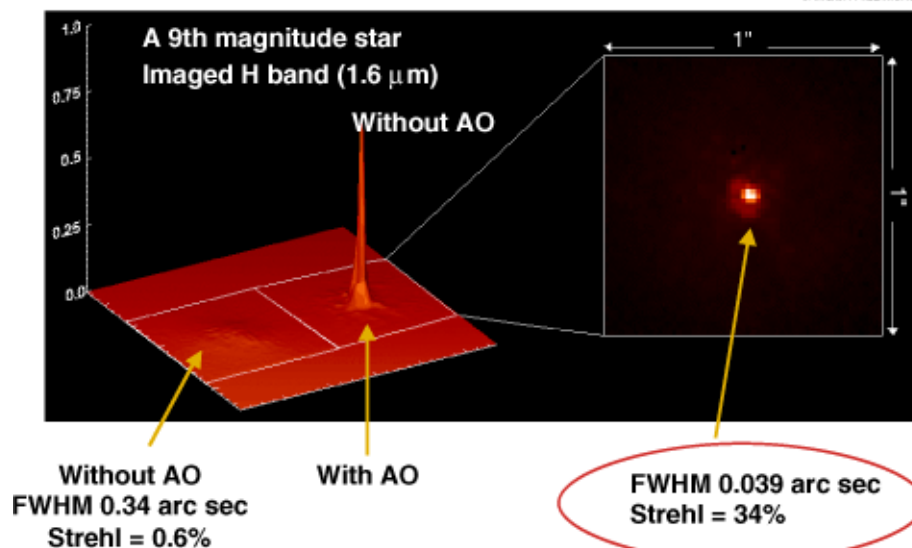 A 9th magnitude star
Imaged H band (1.6 μm)
Without AO
1.0
0.75
0.5
0.25
0.0
1"
1"
Without AO
FWHM 0.34 arc sec
Strehl = 0.6%
With AO
FWHM 0.039 arc sec
Strehl = 34%